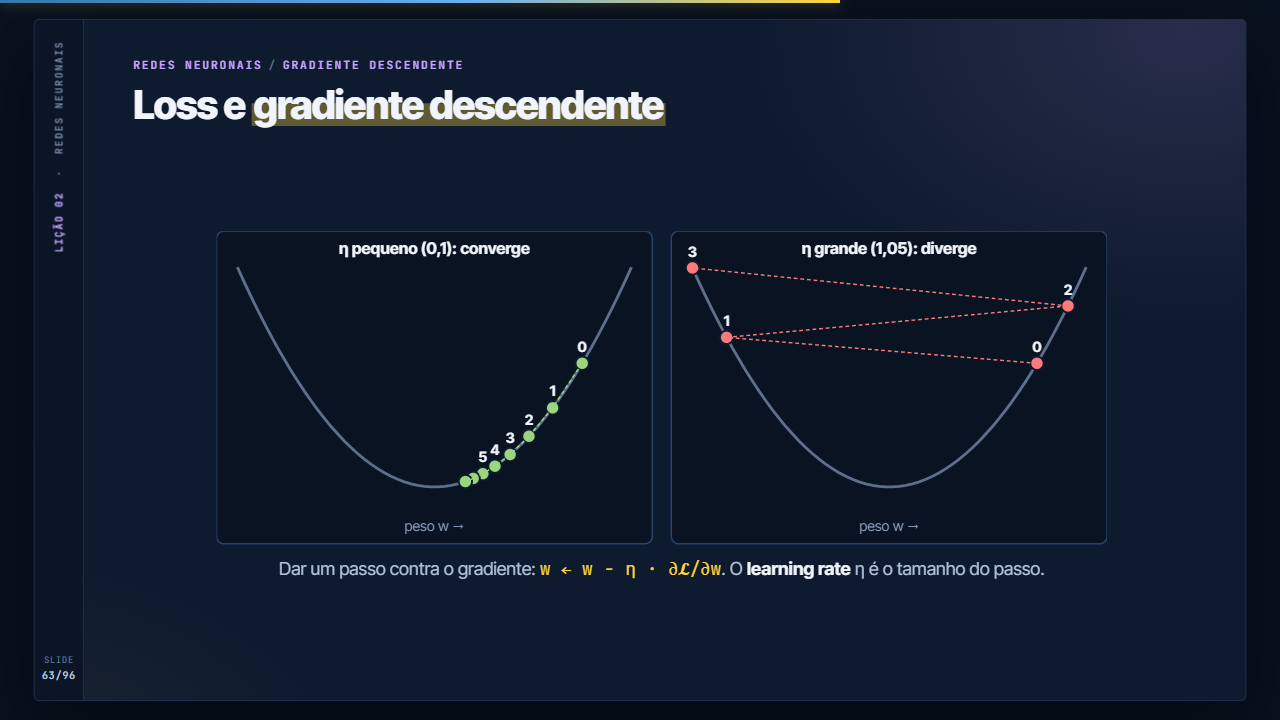 LIÇÃO 02 · REDES NEURONAIS
REDES NEURONAIS / GRADIENTE DESCENDENTE
Loss e gradiente descendente
η pequeno (0,1): converge
0
1
2
3
4
5
peso w →
η grande (1,05): diverge
3
2
1
0
peso w →
Dar um passo contra o gradiente: w ← w - η · ∂ℒ/∂w. O learning rate η é o tamanho do passo.
SLIDE
63/96